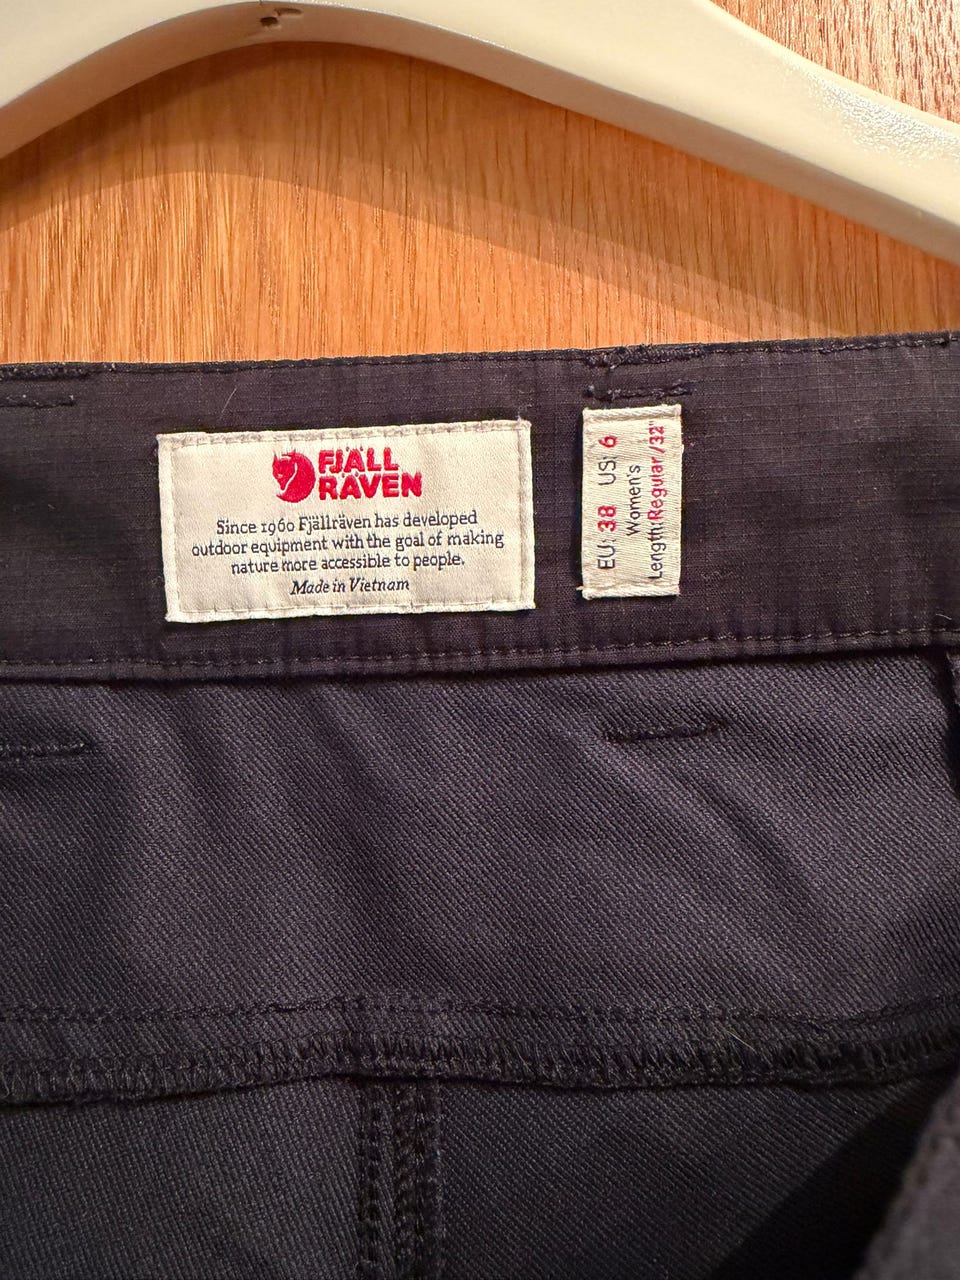 FJÄLL
RÄVEN
Since 1960 Fjällräven has developed
outdoor equipment with the goal of making
nature more accessible to people.
Made in Vietnam
EU: 38 US: 6
Women's
Length: Regular /32"